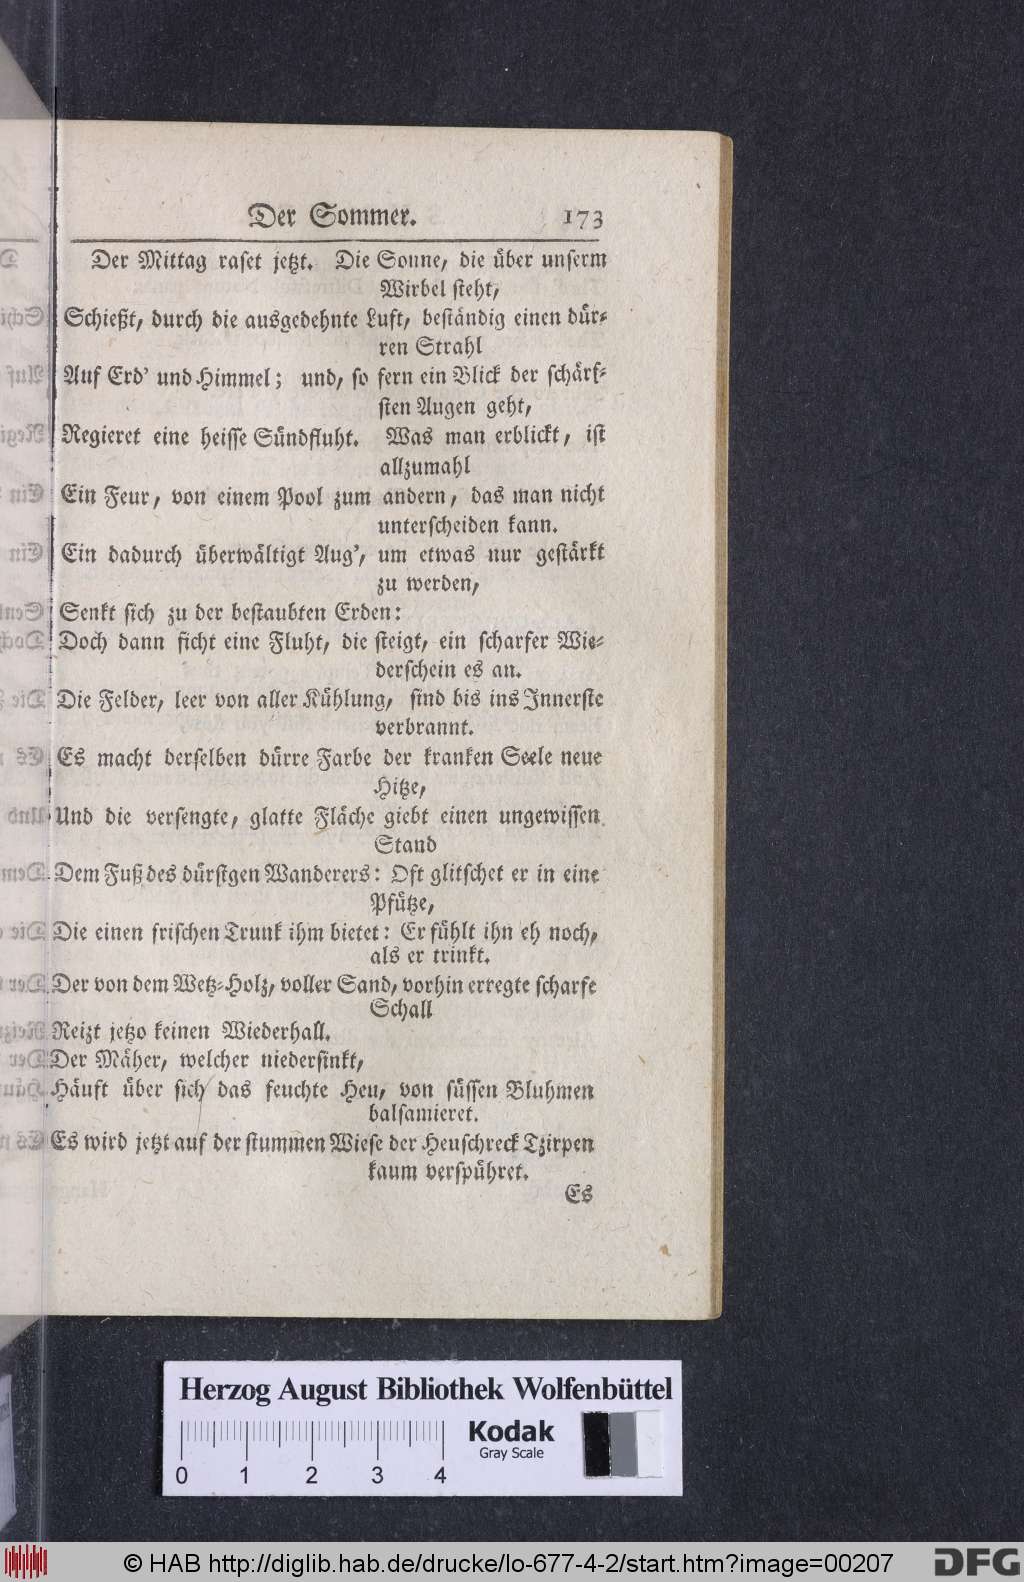 Der Sommer. 173
Der Mittag raset jetzt. Die Sonne, die über unserm
Wirbel steht,
Schießt, durch die ausgedehnte Luft, beständig einen dür-
ren Strahl
Auf Erd' und Himmel; und, so fern ein Blick der schärf-
sten Augen geht,
Regieret eine heisse Sündfluht. Was man erblickt, ist
allzumahl
Ein Feur, von einem Pool zum andern, das man nicht
unterscheiden kann.
Ein dadurch überwältigt Aug', um etwas nur gestärkt
zu werden,
Senkt sich zu der bestaubten Erden:
Doch dann ficht eine Fluht, die steigt, ein scharfer Wie-
derschein es an.
Die Felder, leer von aller Kühlung, sind bis ins Innerste
verbrannt.
Es macht derselben dürre Farbe der kranken Seele neue
Hitze,
Und die versengte, glatte Fläche giebt einen ungewissen
Stand
Dem Fuß des dürstgen Wanderers: Oft glitschet er in eine
Pfütze,
Die einen frischen Trunk ihm bietet: Er fühlt ihn eh noch,
als er trinkt.
Der von dem Wetz-Holz, voller Sand, vorhin erregte scharfe
Schall
Reizt jetzo keinen Wiederhall.
Der Mäher, welcher niedersinkt,
Häuft über sich das feuchte Heu, von süssen Bluhmen
balsamieret.
Es wird jetzt auf der stummen Wiese der Heuschreck Tzirpen
kaum verspühret.
Es
Herzog August Bibliothek Wolfenbüttel
Kodak
Gray Scale
0 1 2 3 4
© HAB http://diglib.hab.de/drucke/lo-677-4-2/start.htm?image=00207
DFG